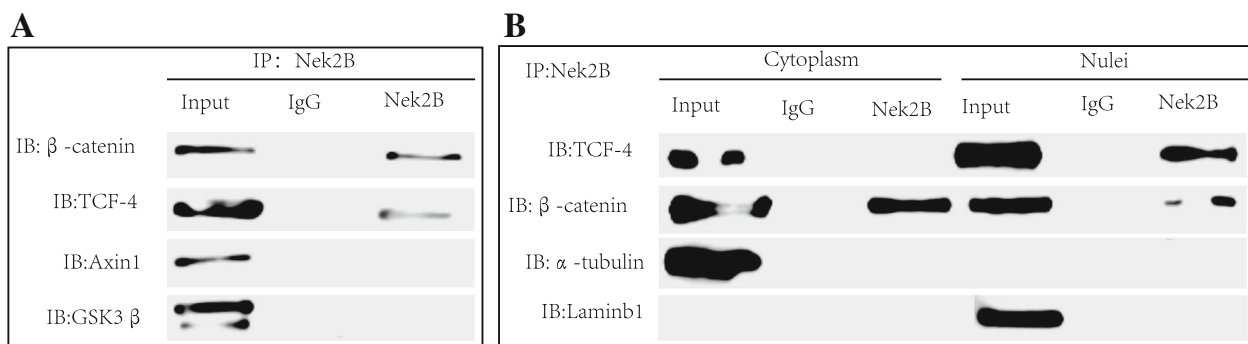 A
IP: Nek2B
Input IgG Nek2B
IB: β-catenin
IB:TCF-4
IB:Axin1
IB:GSK3 β
B
IP:Nek2B Cytoplasm Nulei
Input IgG Nek2B Input IgG Nek2B
IB:TCF-4
IB: β-catenin
IB: α-tubulin
IB:Laminb1